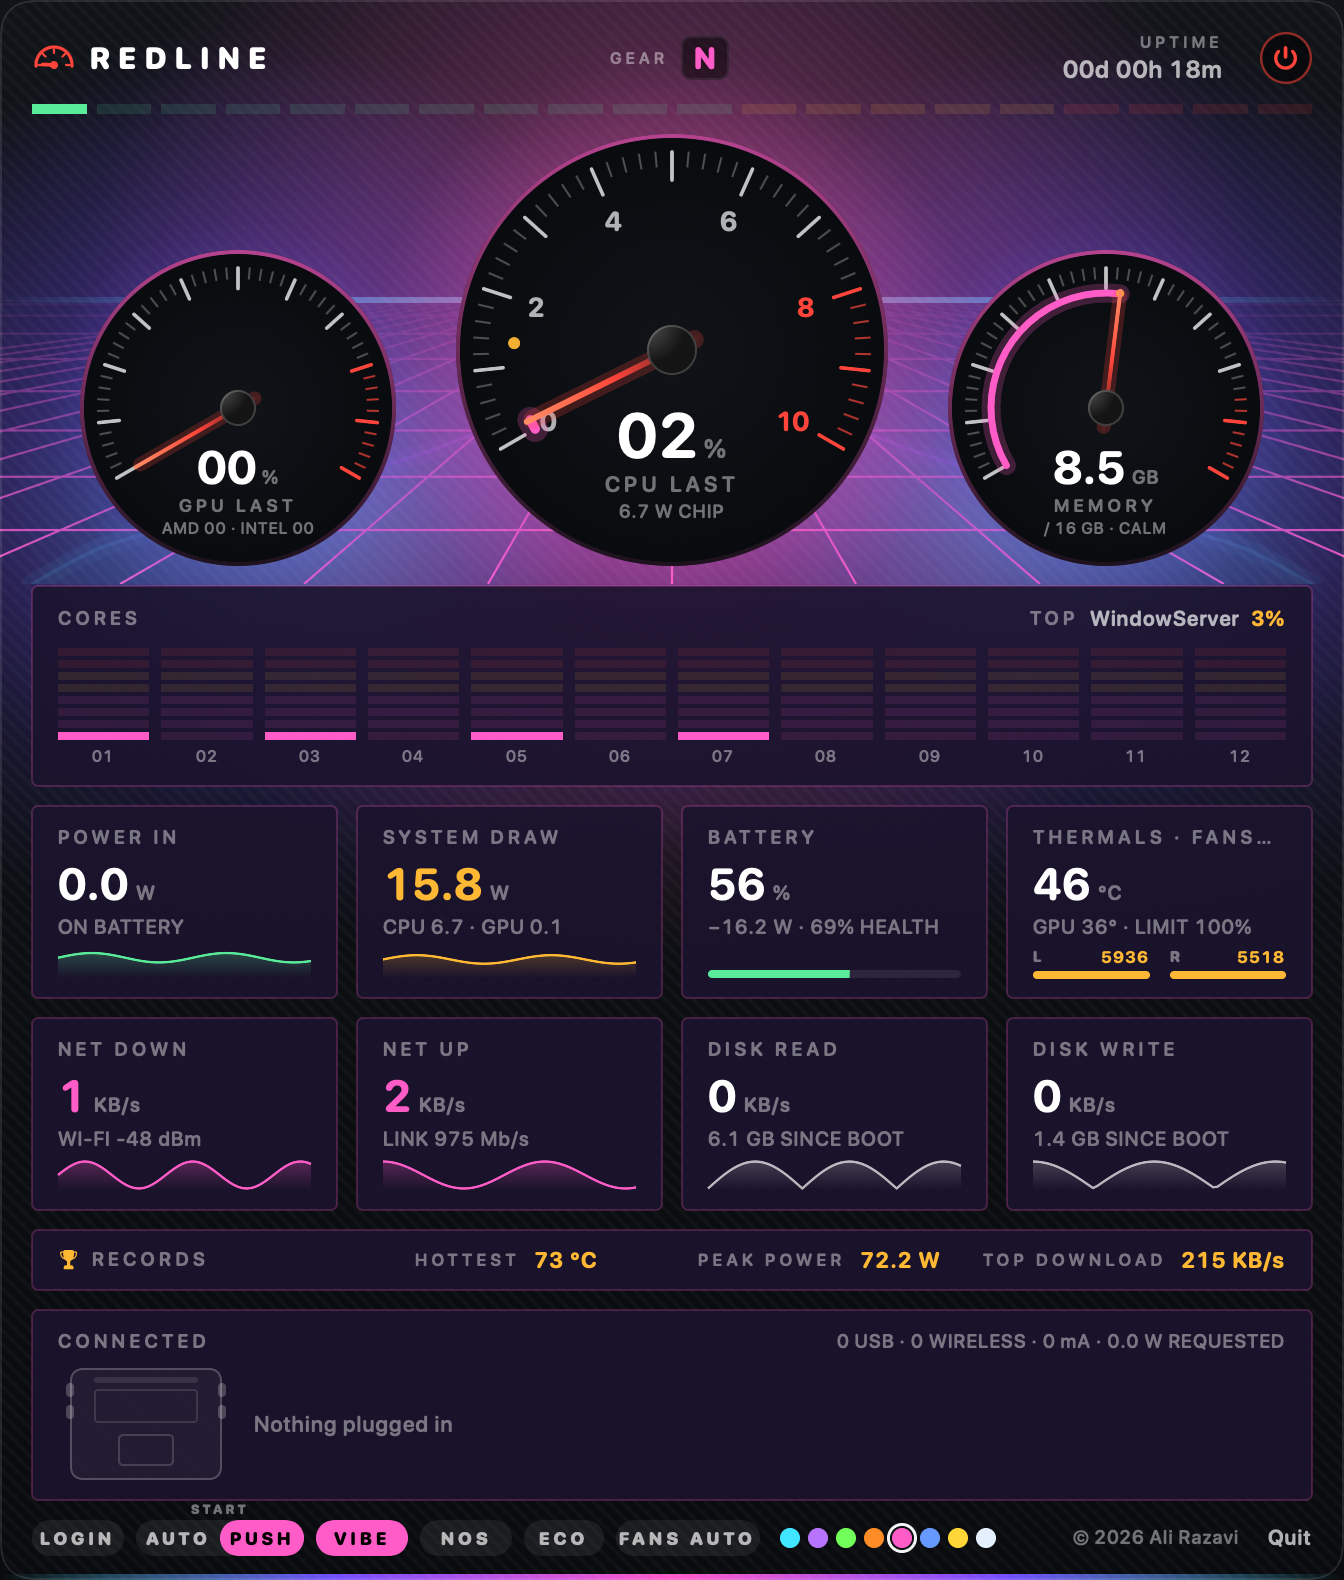 REDLINE
GEAR N
UPTIME
00d 00h 18m
4 6
2 8
0 10
00 %
GPU LAST
AMD 00 · INTEL 00
02 %
CPU LAST
6.7 W CHIP
8.5 GB
MEMORY
/ 16 GB · CALM
CORES
TOP WindowServer 3%
01 02 03 04 05 06 07 08 09 10 11 12
POWER IN
0.0 W
ON BATTERY
SYSTEM DRAW
15.8 W
CPU 6.7 · GPU 0.1
BATTERY
56 %
−16.2 W · 69% HEALTH
THERMALS · FANS...
46 °C
GPU 36° · LIMIT 100%
L 5936 R 5518
NET DOWN
1 KB/s
WI-FI -48 dBm
NET UP
2 KB/s
LINK 975 Mb/s
DISK READ
0 KB/s
6.1 GB SINCE BOOT
DISK WRITE
0 KB/s
1.4 GB SINCE BOOT
RECORDS HOTTEST 73 °C PEAK POWER 72.2 W TOP DOWNLOAD 215 KB/s
CONNECTED
0 USB · 0 WIRELESS · 0 mA · 0.0 W REQUESTED
Nothing plugged in
START
LOGIN AUTO PUSH VIBE NOS ECO FANS AUTO © 2026 Ali Razavi Quit